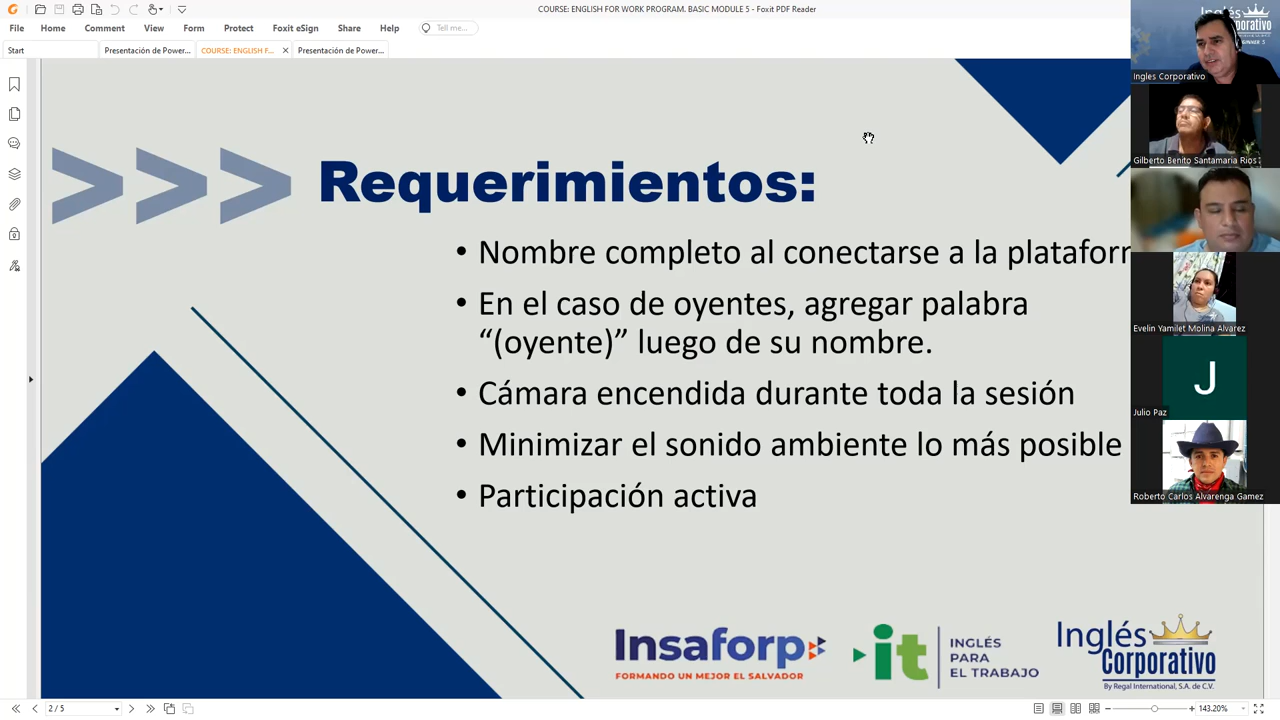 COURSE: ENGLISH FOR WORK PROGRAM. BASIC MODULE 5 - Foxit PDF Reader
File Home Comment View Form Protect Foxit eSign Share Help Tell me...
Start Presentación de Power... COURSE: ENGLISH F... Presentación de Power...
Requerimientos:
• Nombre completo al conectarse a la platafor
• En el caso de oyentes, agregar palabra
“(oyente)” luego de su nombre.
• Cámara encendida durante toda la sesión
• Minimizar el sonido ambiente lo más posible
• Participación activa
Insaforp
FORMANDO UN MEJOR EL SALVADOR
it
INGLÉS
PARA
EL TRABAJO
Inglés
Corporativo
By Regal International, S.A. de C.V.
Inglés
Corporativo
Ingles Corporativo
Gilberto Benito Santamaria Rios
Evelin Yamilet Molina Alvarez
J
Julio Paz
Roberto Carlos Alvarenga Gamez
2 / 5
143.20%